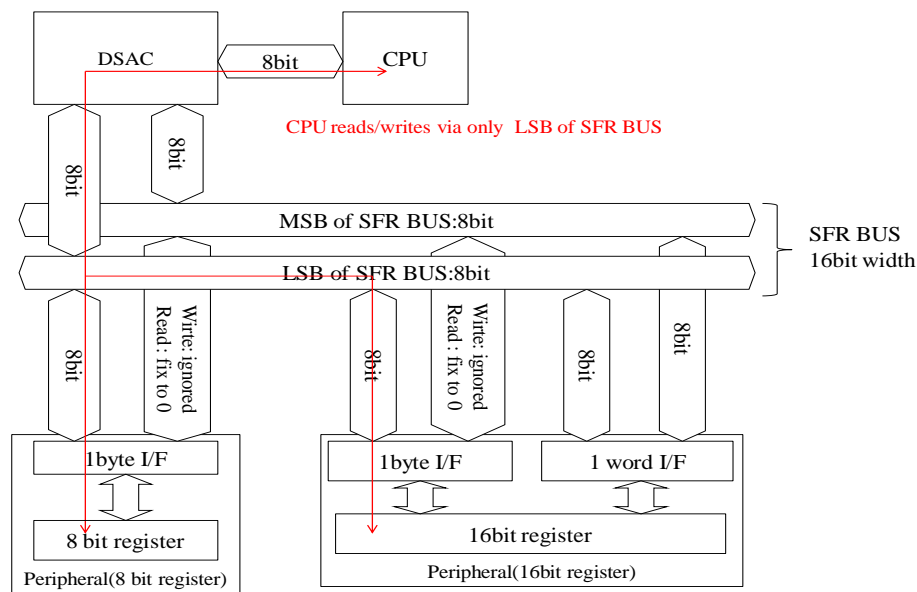 DSAC
8bit
CPU
CPU reads/writes via only LSB of SFR BUS
8bit
8bit
MSB of SFR BUS:8bit
LSB of SFR BUS:8bit
SFR BUS
16bit width
8bit
Wirte: ignored
Read : fix to 0
8bit
Wirte: ignored
Read : fix to 0
8bit
8bit
1byte I/F
1byte I/F
1 word I/F
8 bit register
16bit register
Peripheral(8 bit register)
Peripheral(16bit register)